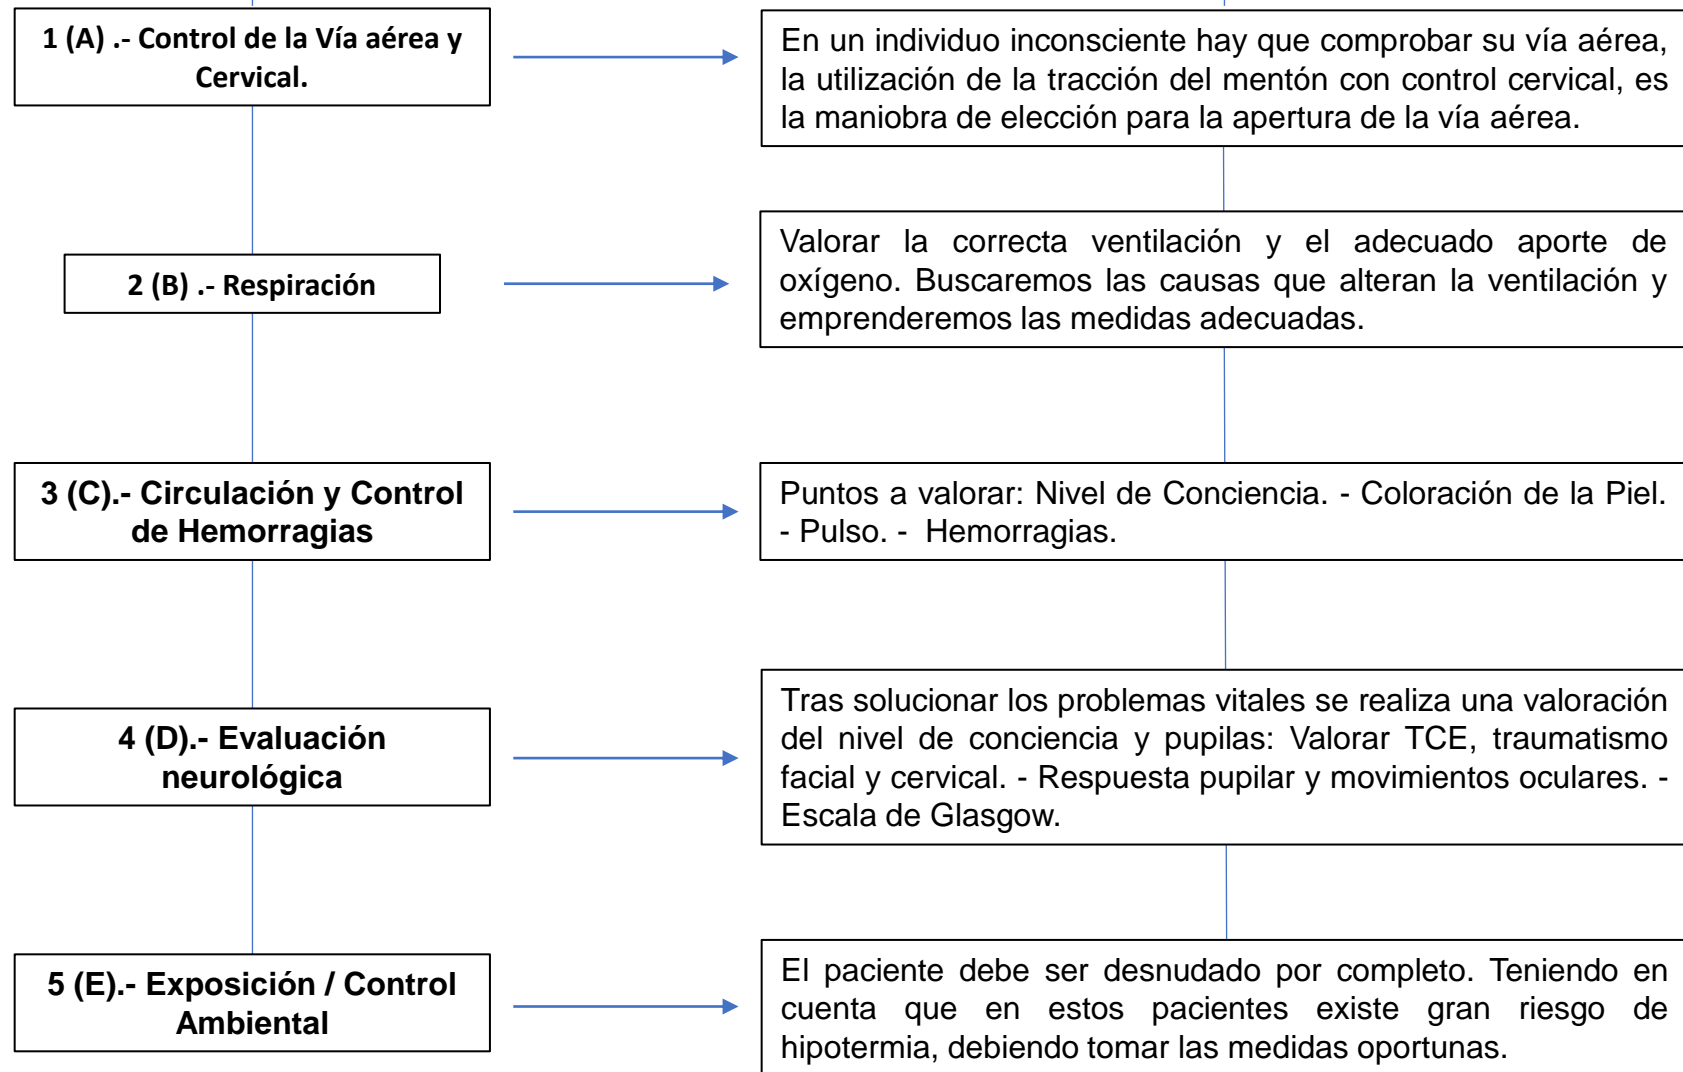 1 (A) .- Control de la Vía aérea y
Cervical.
En un individuo inconsciente hay que comprobar su vía aérea,
la utilización de la tracción del mentón con control cervical, es
la maniobra de elección para la apertura de la vía aérea.
2 (B) .- Respiración
Valorar la correcta ventilación y el adecuado aporte de
oxígeno. Buscaremos las causas que alteran la ventilación y
emprenderemos las medidas adecuadas.
3 (C).- Circulación y Control
de Hemorragias
Puntos a valorar: Nivel de Conciencia. - Coloración de la Piel.
- Pulso. - Hemorragias.
4 (D).- Evaluación
neurológica
Tras solucionar los problemas vitales se realiza una valoración
del nivel de conciencia y pupilas: Valorar TCE, traumatismo
facial y cervical. - Respuesta pupilar y movimientos oculares. -
Escala de Glasgow.
5 (E).- Exposición / Control
Ambiental
El paciente debe ser desnudado por completo. Teniendo en
cuenta que en estos pacientes existe gran riesgo de
hipotermia, debiendo tomar las medidas oportunas.